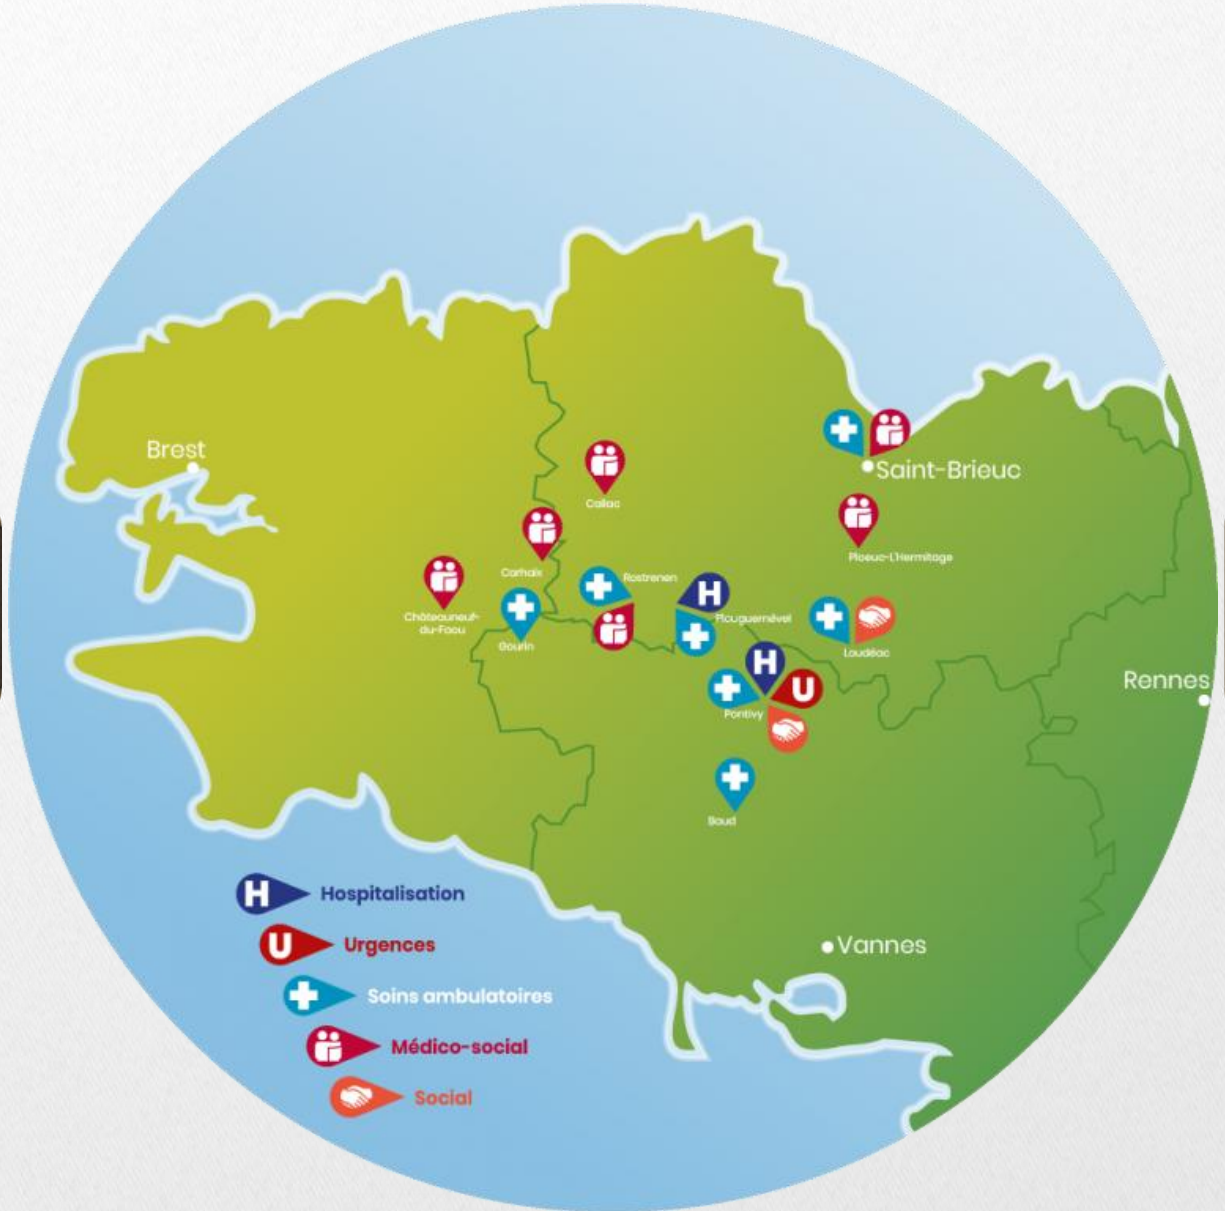 Brest
Saint-Brieuc
Callac
Ploeuc-L'Hermitage
Carhaix
Rostrenen
H
Châteauneuf-
du-Faou
Plouguernével
Gourin
Loudéac
H
U
Rennes
Pontivy
Baud
H Hospitalisation
U Urgences
Vannes
Soins ambulatoires
Médico-social
Social